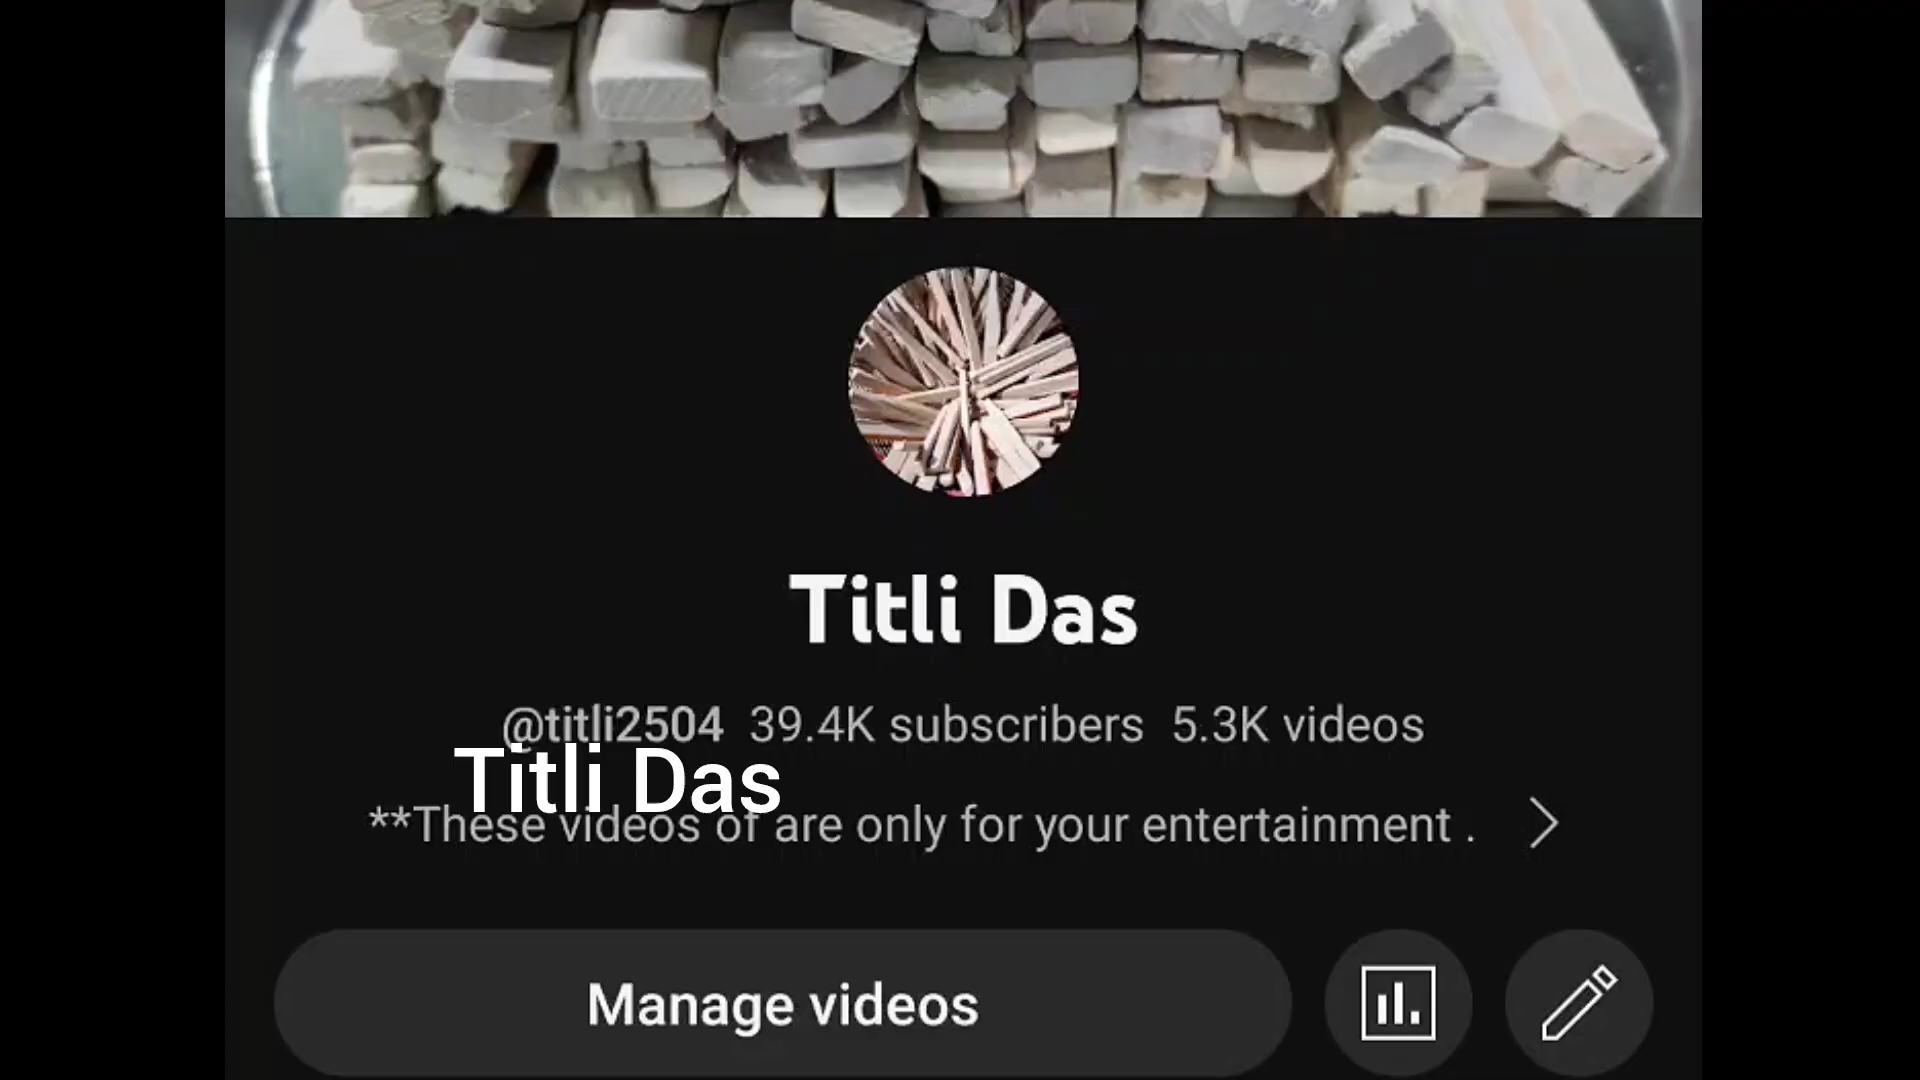 Titli Das
@titli2504 39.4K subscribers 5.3K videos
Titli Das
**These videos of are only for your entertainment .
Manage videos